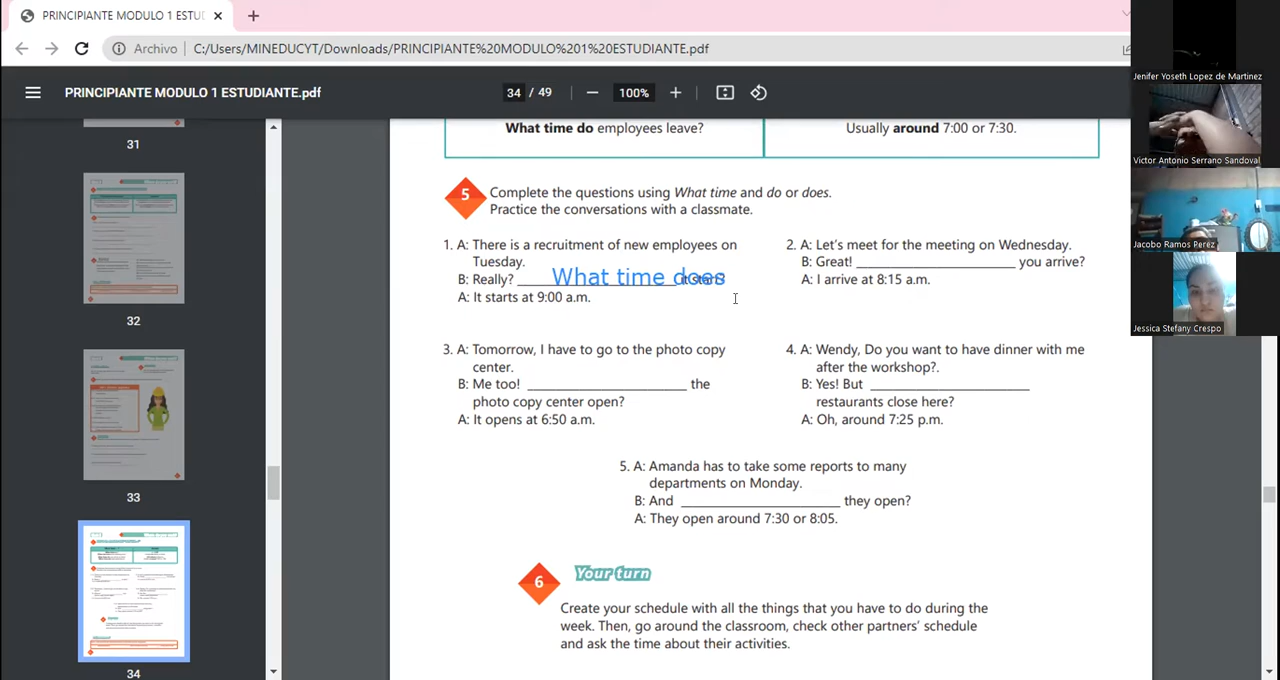 PRINCIPIANTE MODULO 1 ESTU
Archivo
C:/Users/MINEDUCYT/Downloads/PRINCIPIANTE%20MODULO%201%20ESTUDIANTE.pdf
PRINCIPIANTE MODULO 1 ESTUDIANTE.pdf
34 / 49
100%
Jenifer Yoseth Lopez de Martinez
Victor Antonio Serrano Sandoval
Jacobo Ramos Perez
Jessica Stefany Crespo
31
32
33
34
What time do employees leave?
Usually around 7:00 or 7:30.
5
Complete the questions using What time and do or does.
Practice the conversations with a classmate.
1. A: There is a recruitment of new employees on
Tuesday.
B: Really? ____________________ it start?
What time does
A: It starts at 9:00 a.m.
2. A: Let's meet for the meeting on Wednesday.
B: Great! ____________________ you arrive?
A: I arrive at 8:15 a.m.
3. A: Tomorrow, I have to go to the photo copy
center.
B: Me too! ____________________ the
photo copy center open?
A: It opens at 6:50 a.m.
4. A: Wendy, Do you want to have dinner with me
after the workshop?.
B: Yes! But ____________________
restaurants close here?
A: Oh, around 7:25 p.m.
5. A: Amanda has to take some reports to many
departments on Monday.
B: And ____________________ they open?
A: They open around 7:30 or 8:05.
6
Your turn
Create your schedule with all the things that you have to do during the
week. Then, go around the classroom, check other partners' schedule
and ask the time about their activities.